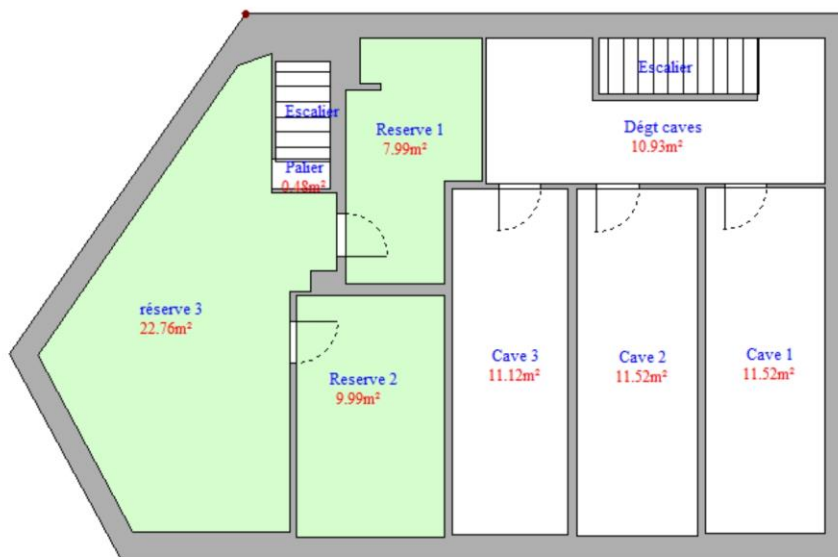 Escalier
Palier
0.48m²
Reserve 1
7.99m²
Escalier
Dégt caves
10.93m²
réserve 3
22.76m²
Reserve 2
9.99m²
Cave 3
11.12m²
Cave 2
11.52m²
Cave 1
11.52m²